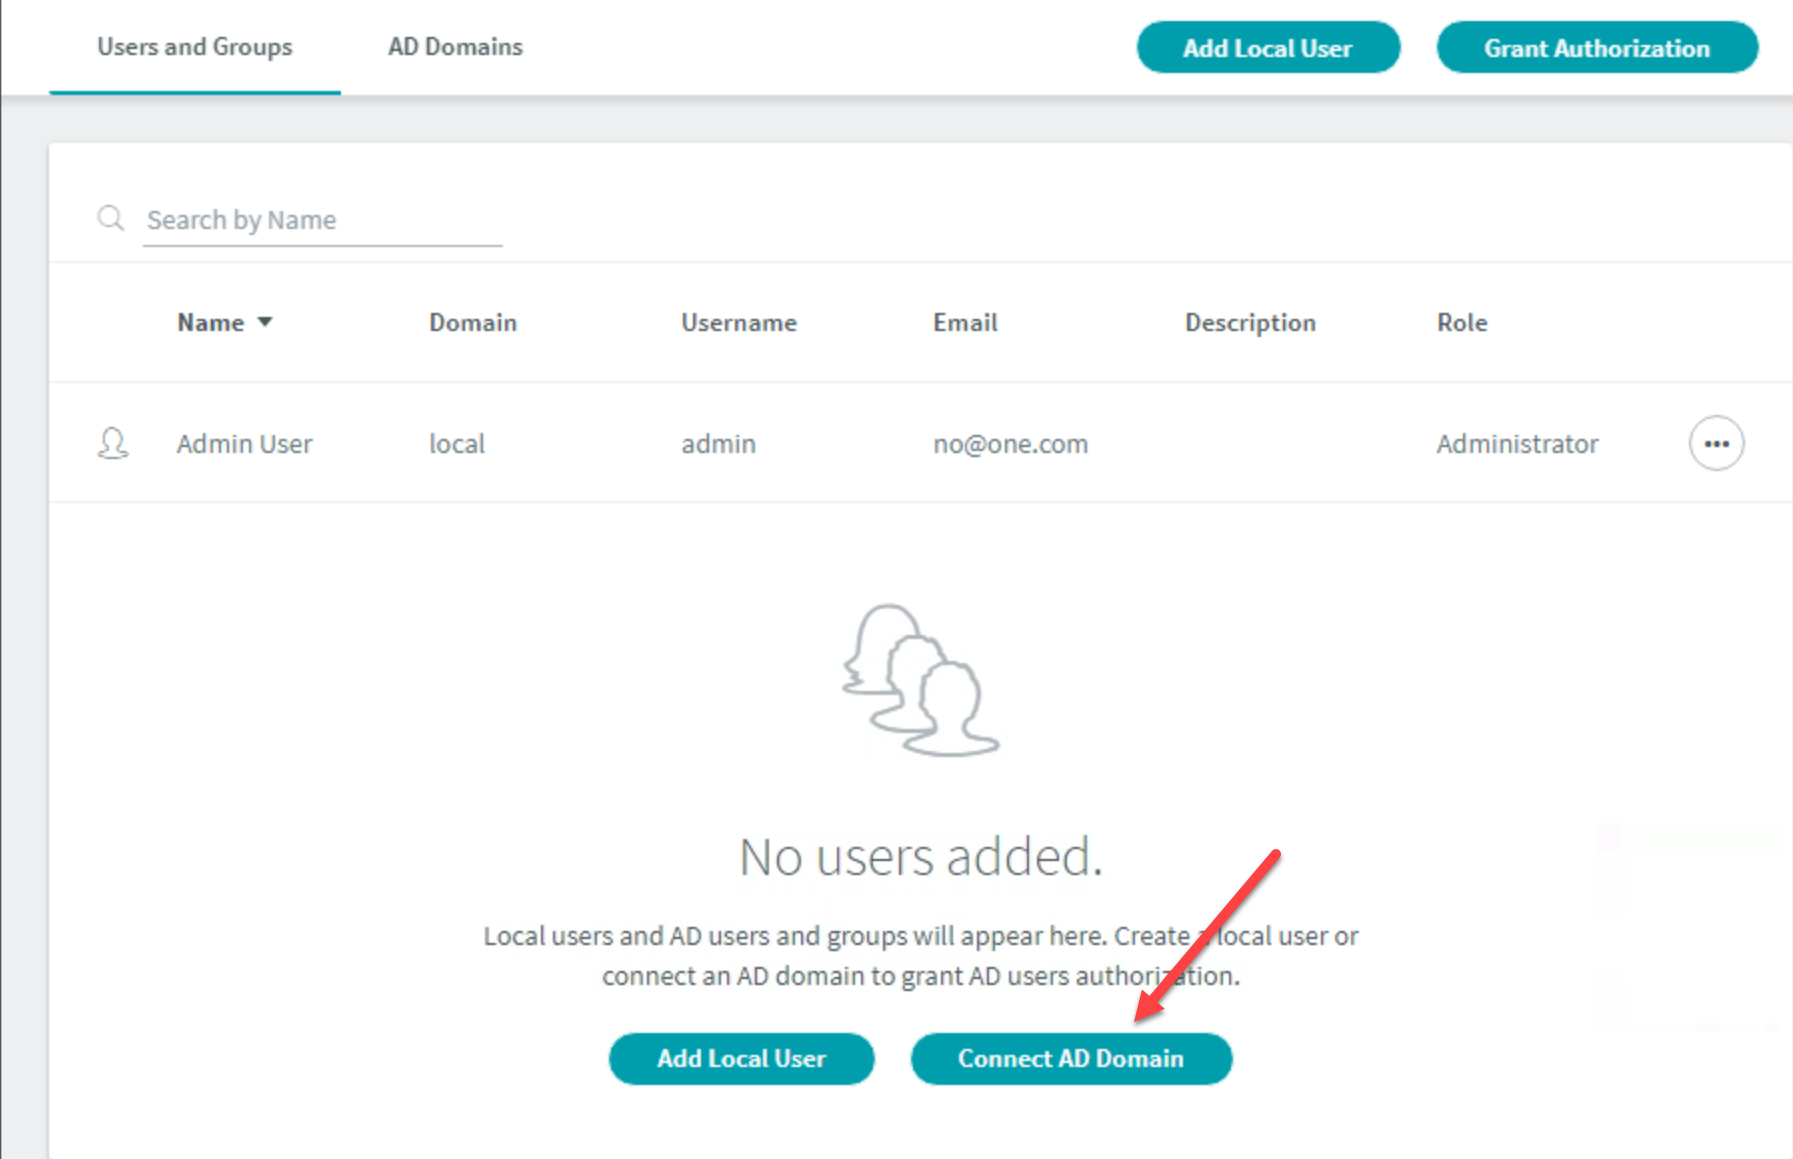 Users and Groups AD Domains Add Local User Grant Authorization
Search by Name
Name Domain Username Email Description Role
Admin User local admin no@one.com Administrator
No users added.
Local users and AD users and groups will appear here. Create a local user or
connect an AD domain to grant AD users authorization.
Add Local User Connect AD Domain